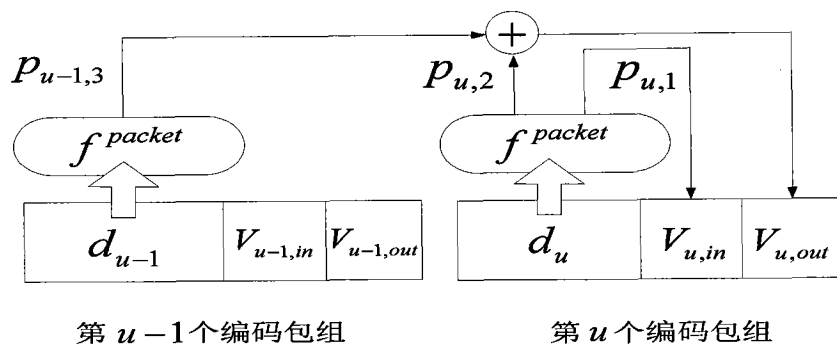 +
p_{u-1,3}
p_{u,2}
p_{u,1}
f^{packet}
f^{packet}
d_{u-1} V_{u-1,in} V_{u-1,out}
d_u V_{u,in} V_{u,out}
第 u-1个编码包组
第 u 个编码包组